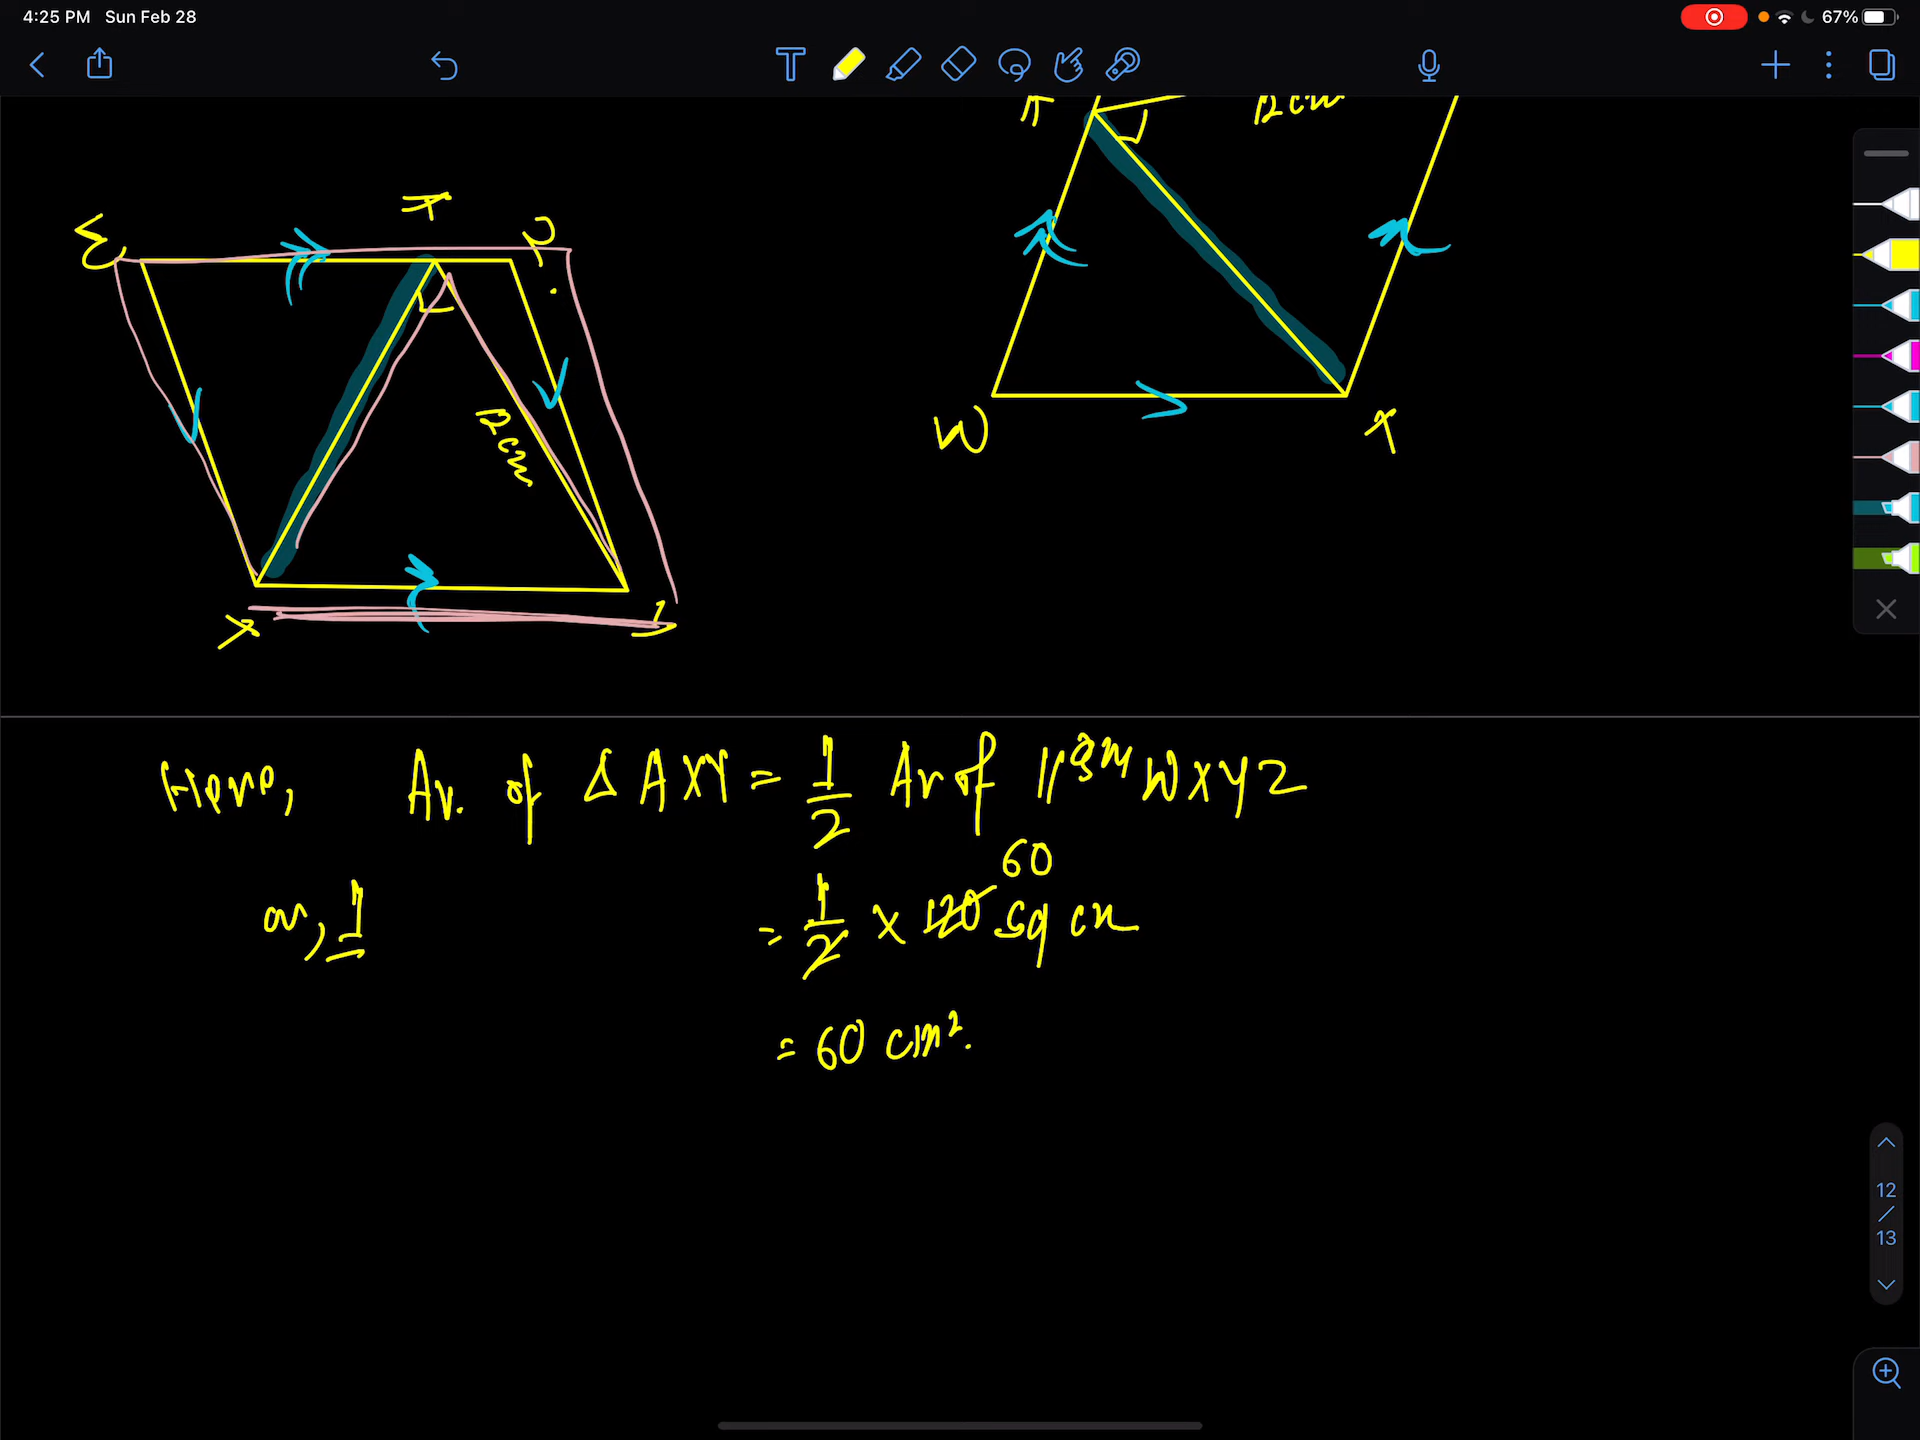 4:25 PM Sun Feb 28
67%
12cm
W
X
12cm
Here, Ar. of Δ AXY = 1/2 Ar of ||gm WXYZ
60
or, 1 = 1/2 × 120 sq cm
= 60 cm².
12
/
13